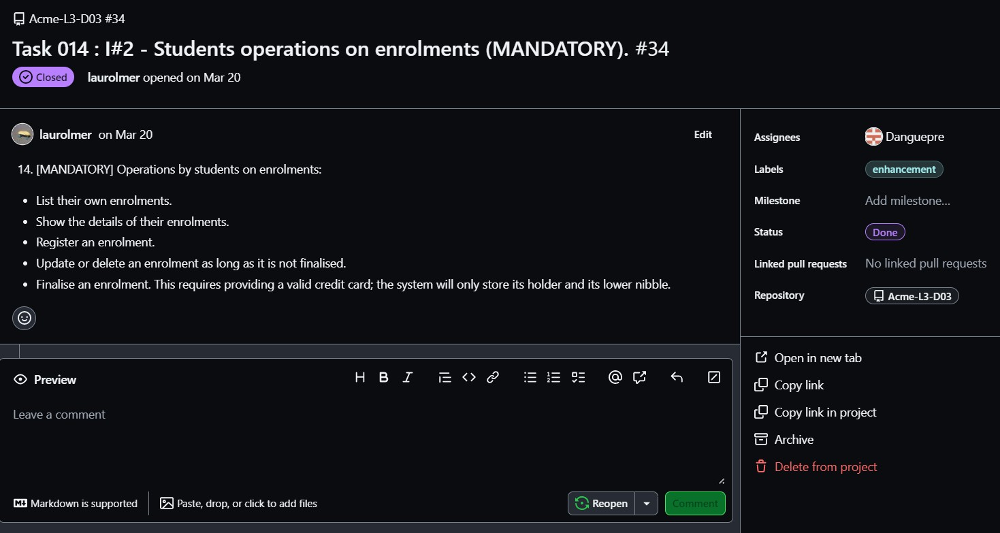 Acme-L3-D03 #34
Task 014 : I#2 - Students operations on enrolments (MANDATORY). #34
Closed laurolmer opened on Mar 20
laurolmer on Mar 20 Edit
14. [MANDATORY] Operations by students on enrolments:
• List their own enrolments.
• Show the details of their enrolments.
• Register an enrolment.
• Update or delete an enrolment as long as it is not finalised.
• Finalise an enrolment. This requires providing a valid credit card; the system will only store its holder and its lower nibble.
Preview
Leave a comment
Markdown is supported Paste, drop, or click to add files Reopen Comment
Assignees Danguepre
Labels enhancement
Milestone Add milestone...
Status Done
Linked pull requests No linked pull requests
Repository Acme-L3-D03
Open in new tab
Copy link
Copy link in project
Archive
Delete from project